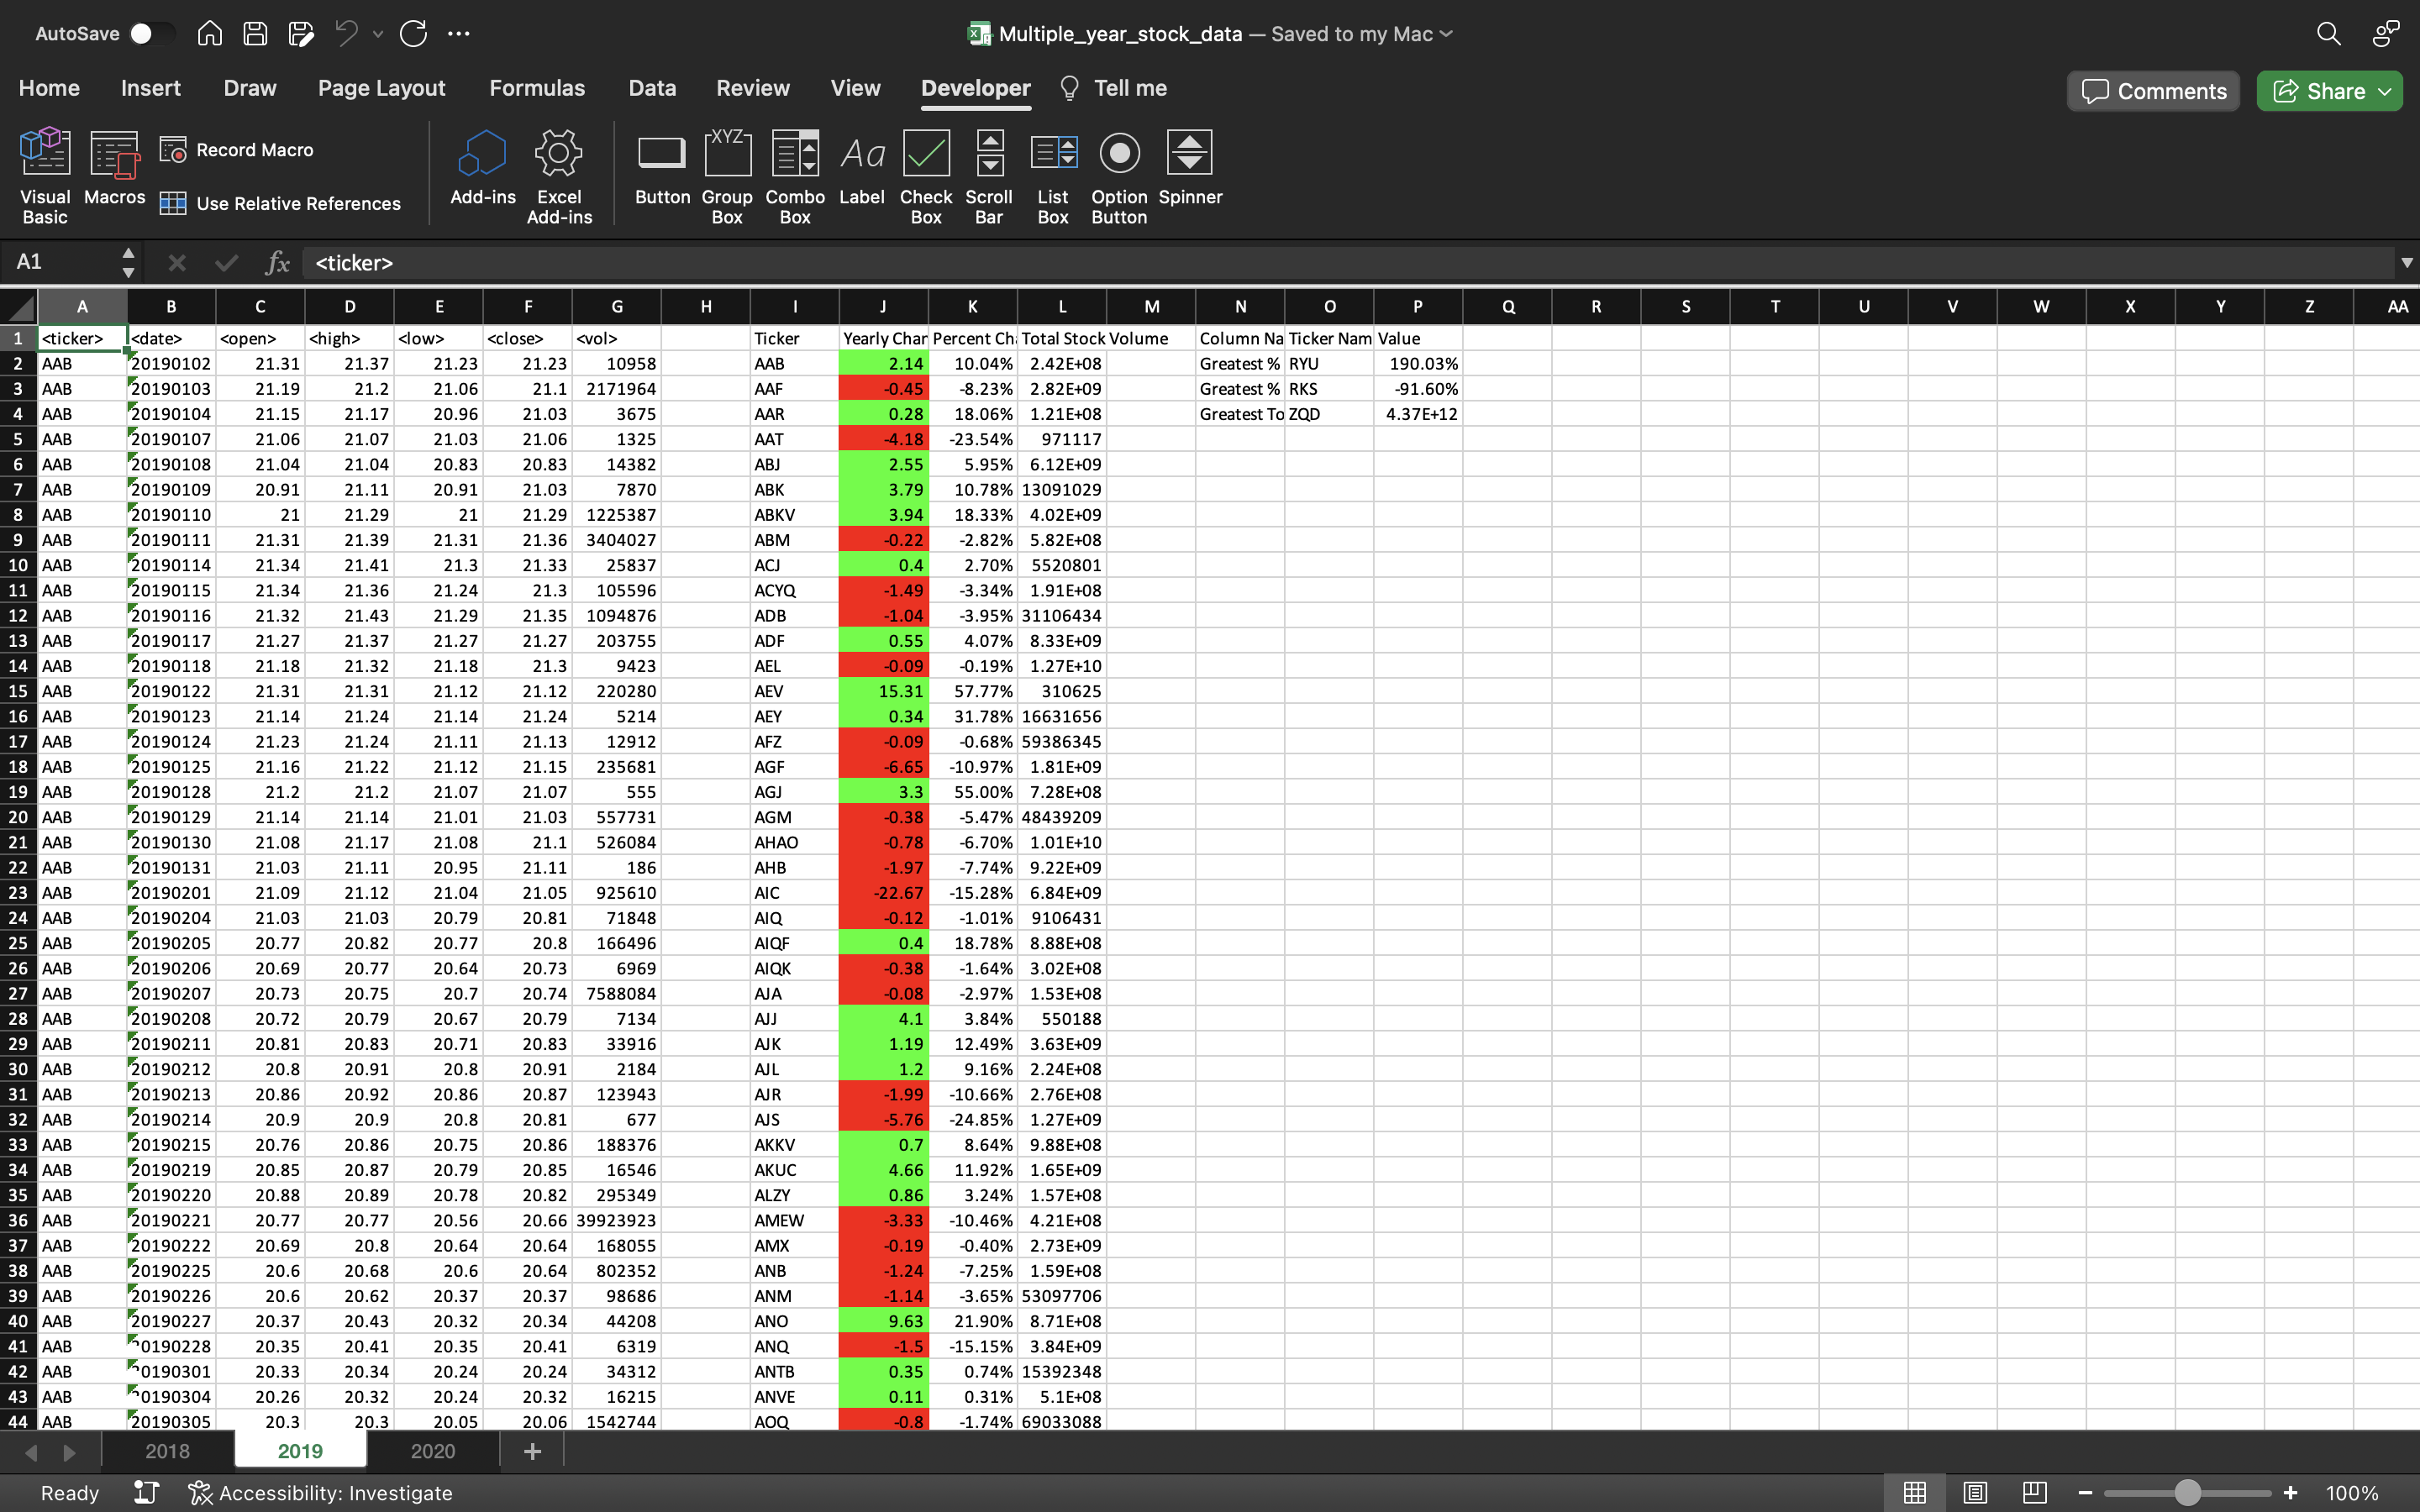 AutoSave
Multiple_year_stock_data — Saved to my Mac
Home Insert Draw Page Layout Formulas Data Review View Developer Tell me Comments Share
Visual Basic Macros Record Macro Use Relative References Add-ins Excel Add-ins Button Group Box Combo Box Label Check Box Scroll Bar List Box Option Button Spinner
XYZ Aa
A1 fx <ticker>
A B C D E F G H I J K L M N O P Q R S T U V W X Y Z AA
1 <ticker> <date> <open> <high> <low> <close> <vol> Ticker Yearly Char Percent Ch Total Stock Volume Column Na Ticker Nam Value
2 AAB 20190102 21.31 21.37 21.23 21.23 10958 AAB 2.14 10.04% 2.42E+08 Greatest % RYU 190.03%
3 AAB 20190103 21.19 21.2 21.06 21.1 2171964 AAF -0.45 -8.23% 2.82E+09 Greatest % RKS -91.60%
4 AAB 20190104 21.15 21.17 20.96 21.03 3675 AAR 0.28 18.06% 1.21E+08 Greatest To ZQD 4.37E+12
5 AAB 20190107 21.06 21.07 21.03 21.06 1325 AAT -4.18 -23.54% 971117
6 AAB 20190108 21.04 21.04 20.83 20.83 14382 ABJ 2.55 5.95% 6.12E+09
7 AAB 20190109 20.91 21.11 20.91 21.03 7870 ABK 3.79 10.78% 13091029
8 AAB 20190110 21 21.29 21 21.29 1225387 ABKV 3.94 18.33% 4.02E+09
9 AAB 20190111 21.31 21.39 21.31 21.36 3404027 ABM -0.22 -2.82% 5.82E+08
10 AAB 20190114 21.34 21.41 21.3 21.33 25837 ACJ 0.4 2.70% 5520801
11 AAB 20190115 21.34 21.36 21.24 21.3 105596 ACYQ -1.49 -3.34% 1.91E+08
12 AAB 20190116 21.32 21.43 21.29 21.35 1094876 ADB -1.04 -3.95% 31106434
13 AAB 20190117 21.27 21.37 21.27 21.27 203755 ADF 0.55 4.07% 8.33E+09
14 AAB 20190118 21.18 21.32 21.18 21.3 9423 AEL -0.09 -0.19% 1.27E+10
15 AAB 20190122 21.31 21.31 21.12 21.12 220280 AEV 15.31 57.77% 310625
16 AAB 20190123 21.14 21.24 21.14 21.24 5214 AEY 0.34 31.78% 16631656
17 AAB 20190124 21.23 21.24 21.11 21.13 12912 AFZ -0.09 -0.68% 59386345
18 AAB 20190125 21.16 21.22 21.12 21.15 235681 AGF -6.65 -10.97% 1.81E+09
19 AAB 20190128 21.2 21.2 21.07 21.07 555 AGJ 3.3 55.00% 7.28E+08
20 AAB 20190129 21.14 21.14 21.01 21.03 557731 AGM -0.38 -5.47% 48439209
21 AAB 20190130 21.08 21.17 21.08 21.1 526084 AHAO -0.78 -6.70% 1.01E+10
22 AAB 20190131 21.03 21.11 20.95 21.11 186 AHB -1.97 -7.74% 9.22E+09
23 AAB 20190201 21.09 21.12 21.04 21.05 925610 AIC -22.67 -15.28% 6.84E+09
24 AAB 20190204 21.03 21.03 20.79 20.81 71848 AIQ -0.12 -1.01% 9106431
25 AAB 20190205 20.77 20.82 20.77 20.8 166496 AIQF 0.4 18.78% 8.88E+08
26 AAB 20190206 20.69 20.77 20.64 20.73 6969 AIQK -0.38 -1.64% 3.02E+08
27 AAB 20190207 20.73 20.75 20.7 20.74 7588084 AJA -0.08 -2.97% 1.53E+08
28 AAB 20190208 20.72 20.79 20.67 20.79 7134 AJJ 4.1 3.84% 550188
29 AAB 20190211 20.81 20.83 20.71 20.83 33916 AJK 1.19 12.49% 3.63E+09
30 AAB 20190212 20.8 20.91 20.8 20.91 2184 AJL 1.2 9.16% 2.24E+08
31 AAB 20190213 20.86 20.92 20.86 20.87 123943 AJR -1.99 -10.66% 2.76E+08
32 AAB 20190214 20.9 20.9 20.8 20.81 677 AJS -5.76 -24.85% 1.27E+09
33 AAB 20190215 20.76 20.86 20.75 20.86 188376 AKKV 0.7 8.64% 9.88E+08
34 AAB 20190219 20.85 20.87 20.79 20.85 16546 AKUC 4.66 11.92% 1.65E+09
35 AAB 20190220 20.88 20.89 20.78 20.82 295349 ALZY 0.86 3.24% 1.57E+08
36 AAB 20190221 20.77 20.77 20.56 20.66 39923923 AMEW -3.33 -10.46% 4.21E+08
37 AAB 20190222 20.69 20.8 20.64 20.64 168055 AMX -0.19 -0.40% 2.73E+09
38 AAB 20190225 20.6 20.68 20.6 20.64 802352 ANB -1.24 -7.25% 1.59E+08
39 AAB 20190226 20.6 20.62 20.37 20.37 98686 ANM -1.14 -3.65% 53097706
40 AAB 20190227 20.37 20.43 20.32 20.34 44208 ANO 9.63 21.90% 8.71E+08
41 AAB 20190228 20.35 20.41 20.35 20.41 6319 ANQ -1.5 -15.15% 3.84E+09
42 AAB 20190301 20.33 20.34 20.24 20.24 34312 ANTB 0.35 0.74% 15392348
43 AAB 20190304 20.26 20.32 20.24 20.32 16215 ANVE 0.11 0.31% 5.1E+08
44 AAB 20190305 20.3 20.3 20.05 20.06 1542744 AOQ -0.8 -1.74% 69033088
2018 2019 2020 +
Ready Accessibility: Investigate 100%